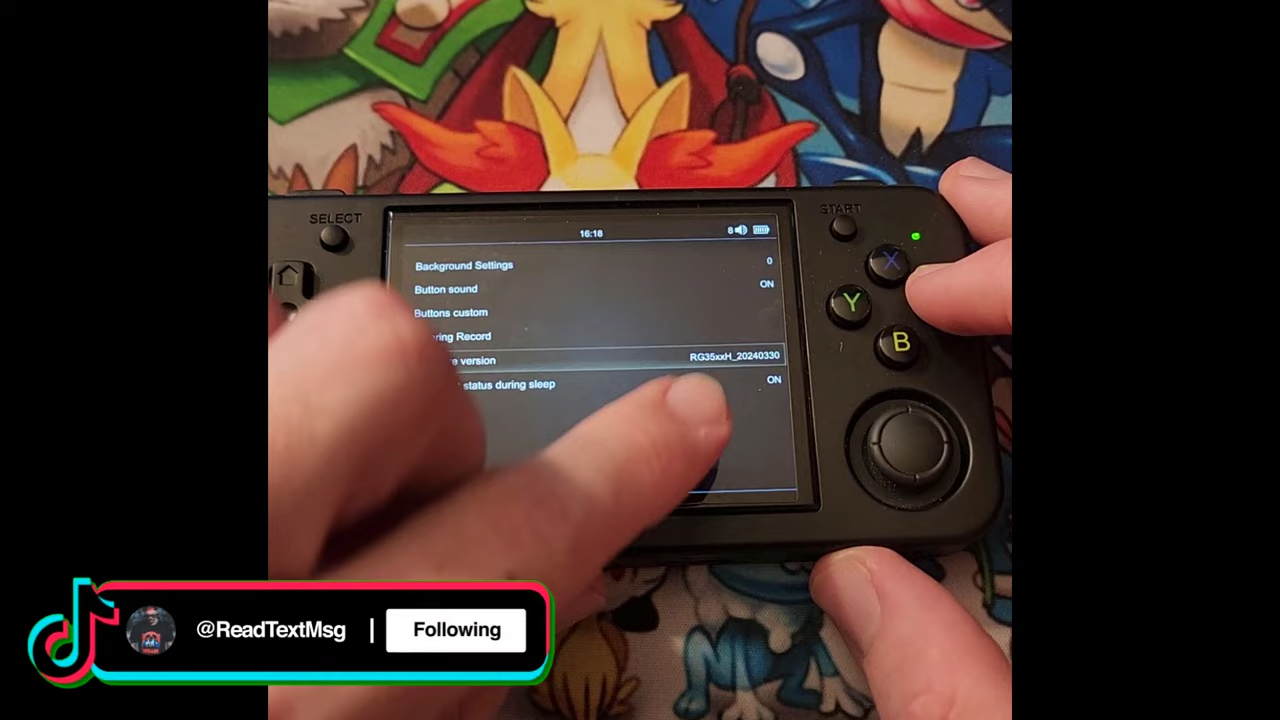 SELECT
START
16:18
8
Background Settings 0
Button sound ON
Buttons custom
Record
version RG35xxH_20240330
status during sleep ON
X
Y
B
@ReadTextMsg | Following